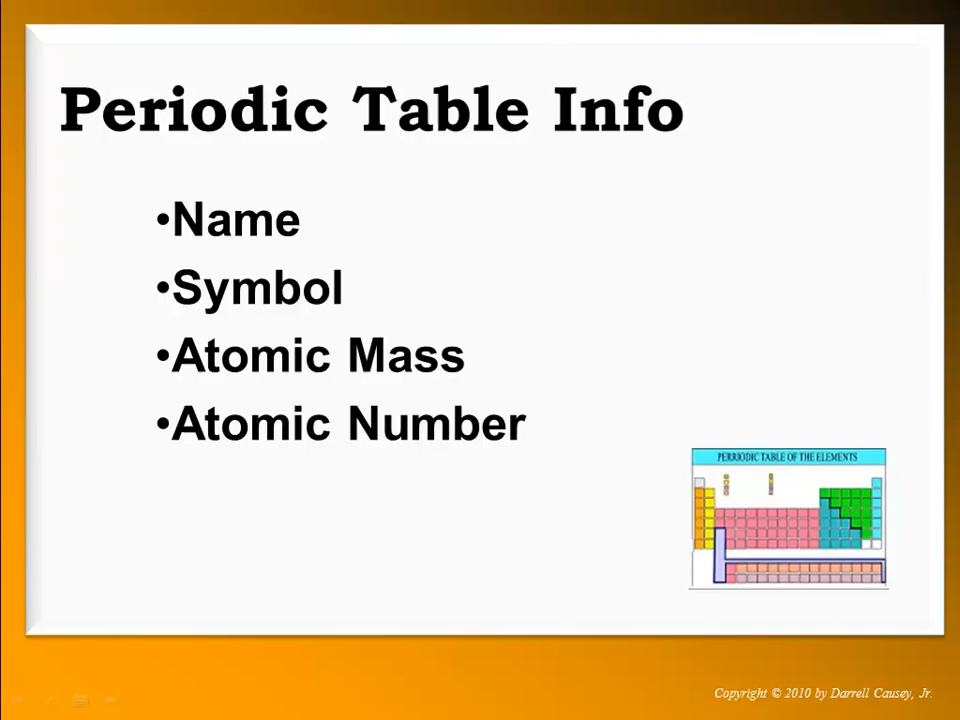 Periodic Table Info
•Name
•Symbol
•Atomic Mass
•Atomic Number
PERRIODIC TABLE OF THE ELEMENTS
Copyright © 2010 by Darrell Causey, Jr.